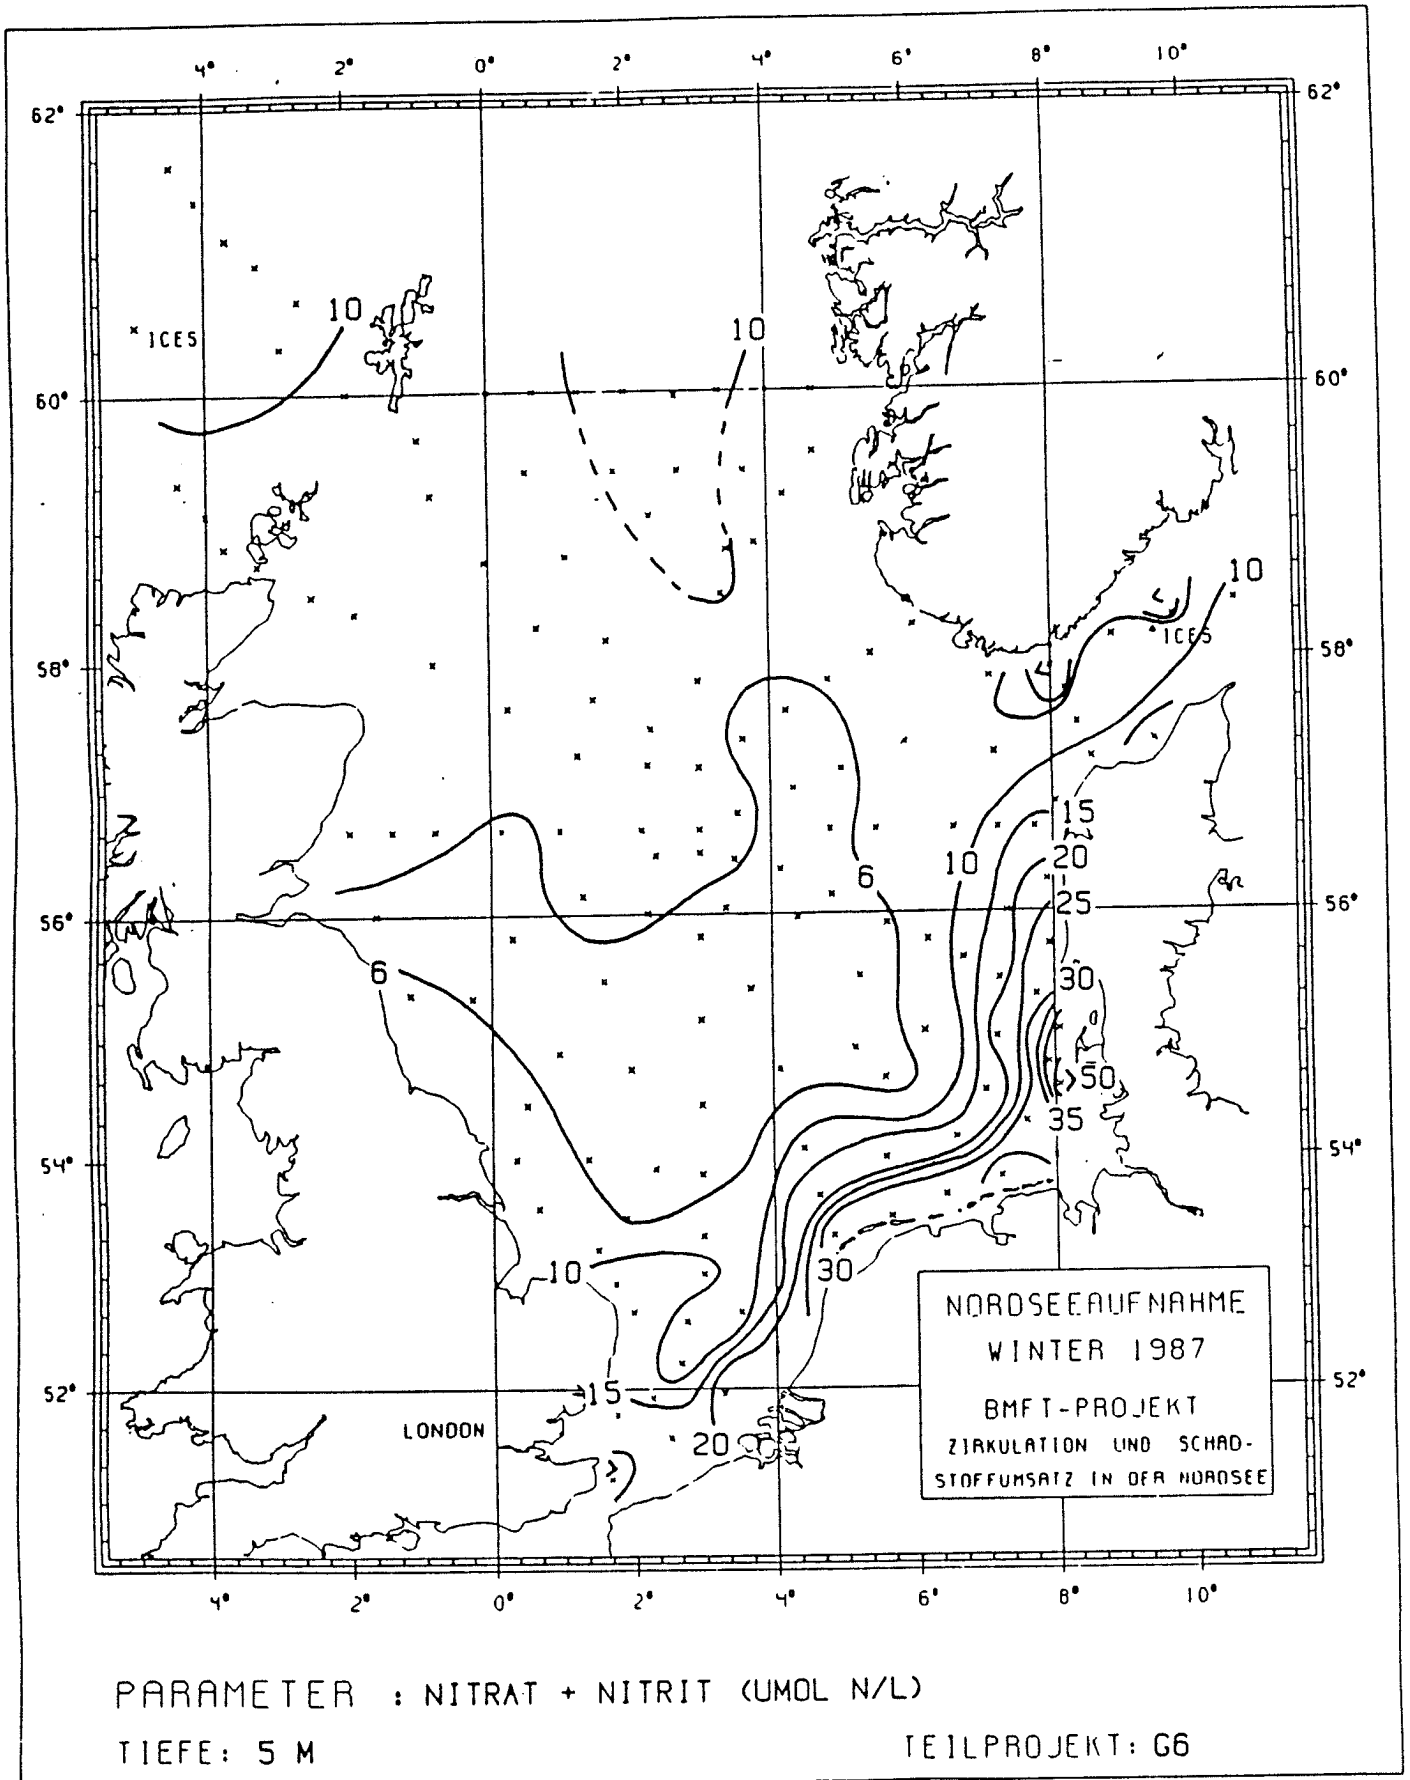 4° 2° 0° 2° 4° 6° 8° 10°
62° 62°
10
ICES
10
60° 60°
10
ICES
58° 58°
15
20
10
6
25
56° 56°
6
30
>50
35
54° 54°
10
30
NORDSEEAUFNAHME
WINTER 1987
BMFT-PROJEKT
ZIRKULATION UND SCHAD-
STOFFUMSATZ IN DER NORDSEE
52° 52°
15
LONDON
20
>
4° 2° 0° 2° 4° 6° 8° 10°
PARAMETER : NITRAT + NITRIT (UMOL N/L)
TIEFE: 5 M
TEILPROJEKT: G6